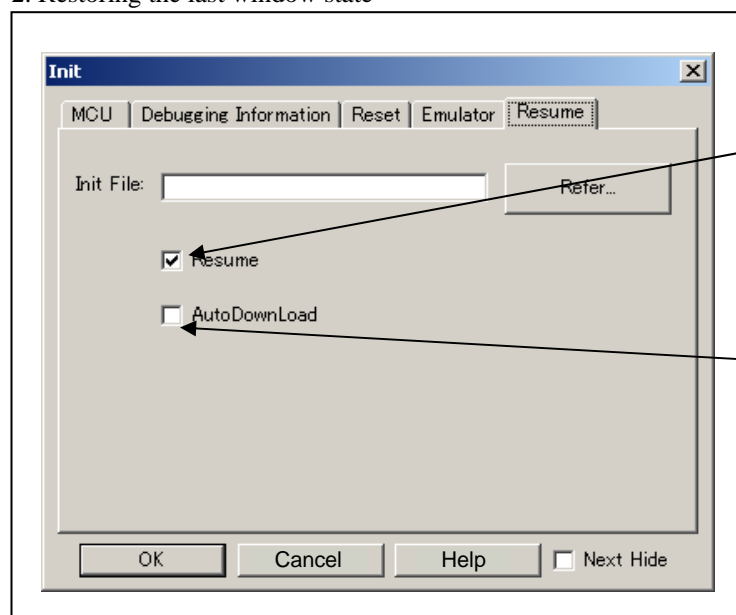 2. Restoring the last window state
Init
MCU Debugging Information Reset Emulator Resume
Init File: Refer...
Resume
AutoDownLoad
OK Cancel Help Next Hide